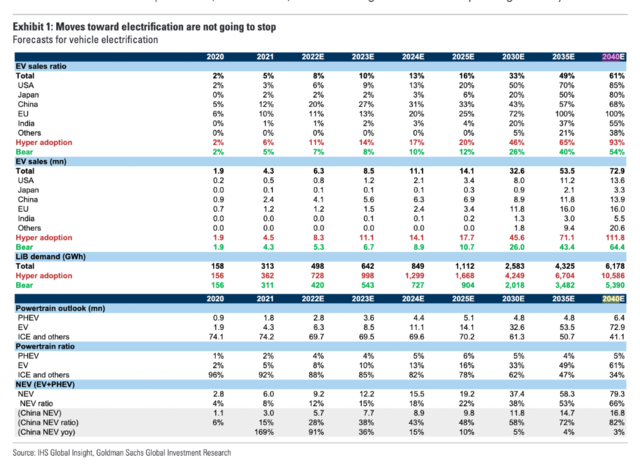 Exhibit 1: Moves toward electrification are not going to stop
Forecasts for vehicle electrification
2020 2021 2022E 2023E 2024E 2025E 2030E 2035E 2040E
EV sales ratio
Total 2% 5% 8% 10% 13% 16% 33% 49% 61%
USA 2% 3% 6% 9% 13% 20% 50% 70% 85%
Japan 0% 1% 2% 2% 3% 6% 20% 50% 80%
China 5% 12% 20% 27% 31% 33% 43% 57% 68%
EU 6% 10% 11% 13% 20% 25% 72% 100% 100%
India 0% 1% 1% 2% 3% 4% 20% 37% 55%
Others 0% 0% 0% 0% 0% 0% 5% 21% 38%
Hyper adoption 2% 6% 11% 14% 17% 20% 46% 65% 93%
Bear 2% 5% 7% 8% 10% 12% 26% 40% 54%
EV sales (mn)
Total 1.9 4.3 6.3 8.5 11.1 14.1 32.6 53.5 72.9
USA 0.2 0.5 0.8 1.2 2.1 3.4 8.0 11.2 13.6
Japan 0.0 0.1 0.1 0.1 0.1 0.3 0.9 2.1 3.3
China 0.9 2.4 4.1 5.6 6.3 6.9 8.9 11.8 13.9
EU 0.7 1.2 1.2 1.5 2.4 3.4 11.8 16.0 16.0
India 0.0 0.0 0.0 0.1 0.1 0.2 1.3 3.0 5.5
Others 0.0 0.0 0.0 0.0 0.0 0.0 1.8 9.4 20.6
Hyper adoption 1.9 4.5 8.3 11.1 14.1 17.7 45.6 71.1 111.8
Bear 1.9 4.3 5.3 6.7 8.9 10.7 26.0 43.4 64.4
LiB demand (GWh)
Total 158 313 498 642 849 1,112 2,583 4,325 6,178
Hyper adoption 156 362 728 998 1,299 1,668 4,249 6,704 10,586
Bear 156 311 420 543 727 904 2,018 3,482 5,390
2020 2021 2022E 2023E 2024E 2025E 2030E 2035E 2040E
Powertrain outlook (mn)
PHEV 0.9 1.8 2.8 3.6 4.4 5.1 4.8 4.8 6.4
EV 1.9 4.3 6.3 8.5 11.1 14.1 32.6 53.5 72.9
ICE and others 74.1 74.2 69.7 69.5 69.6 70.2 61.3 50.7 41.1
Powertrain ratio
PHEV 1% 2% 4% 4% 5% 6% 5% 4% 5%
EV 2% 5% 8% 10% 13% 16% 33% 49% 61%
ICE and others 96% 92% 88% 85% 82% 78% 62% 47% 34%
NEV (EV+PHEV)
NEV 2.8 6.0 9.2 12.2 15.5 19.2 37.4 58.3 79.3
NEV ratio 4% 8% 12% 15% 18% 22% 38% 53% 66%
(China NEV) 1.1 3.0 5.7 7.7 8.9 9.8 11.8 14.7 16.8
(China NEV ratio) 6% 15% 28% 38% 43% 48% 58% 72% 82%
(China NEV yoy) 169% 91% 36% 15% 10% 5% 4% 3%
Source: IHS Global Insight, Goldman Sachs Global Investment Research